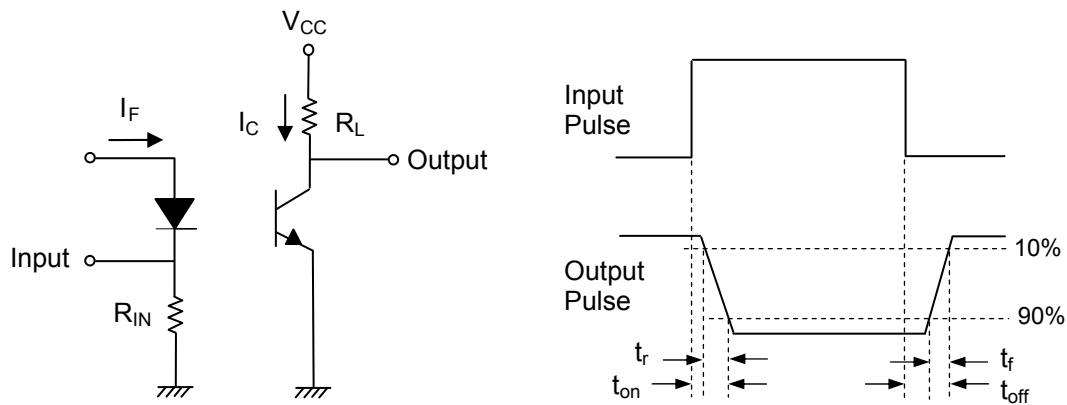 V_CC
I_F
I_C
R_L
Output
Input
R_IN
Input
Pulse
Output
Pulse
10%
90%
t_r
t_f
t_on
t_off